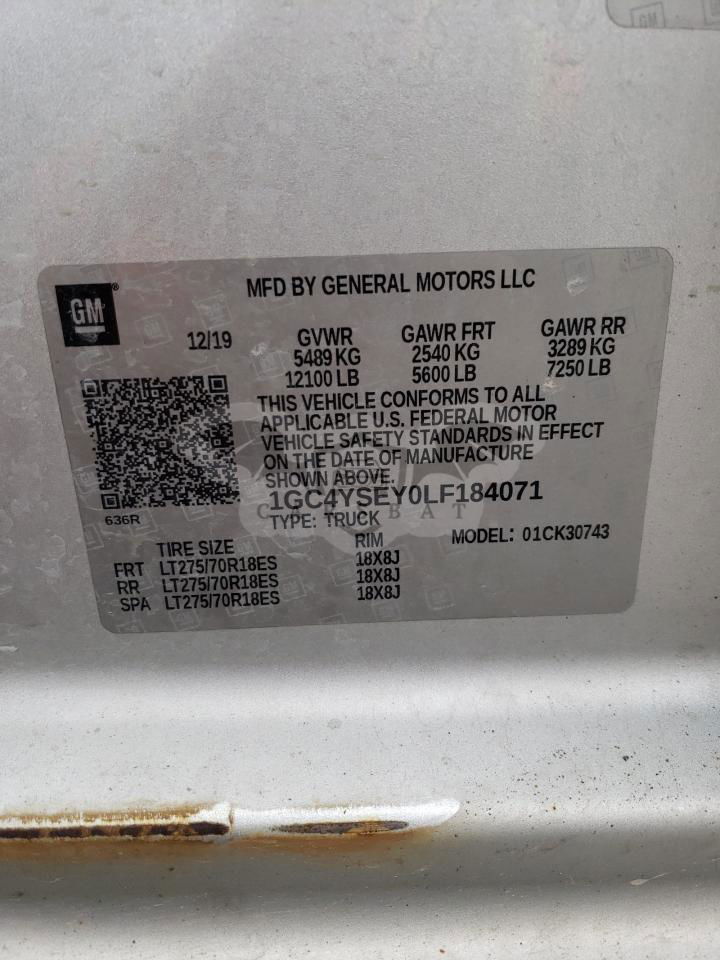 GM
MFD BY GENERAL MOTORS LLC
GM
12/19 GVWR GAWR FRT GAWR RR
5489 KG 2540 KG 3289 KG
12100 LB 5600 LB 7250 LB
THIS VEHICLE CONFORMS TO ALL
APPLICABLE U.S. FEDERAL MOTOR
VEHICLE SAFETY STANDARDS IN EFFECT
ON THE DATE OF MANUFACTURE
SHOWN ABOVE.
1GC4YSEY0LF184071
636R
TYPE: TRUCK MODEL: 01CK30743
TIRE SIZE RIM
FRT LT275/70R18ES 18X8J
RR LT275/70R18ES 18X8J
SPA LT275/70R18ES 18X8J